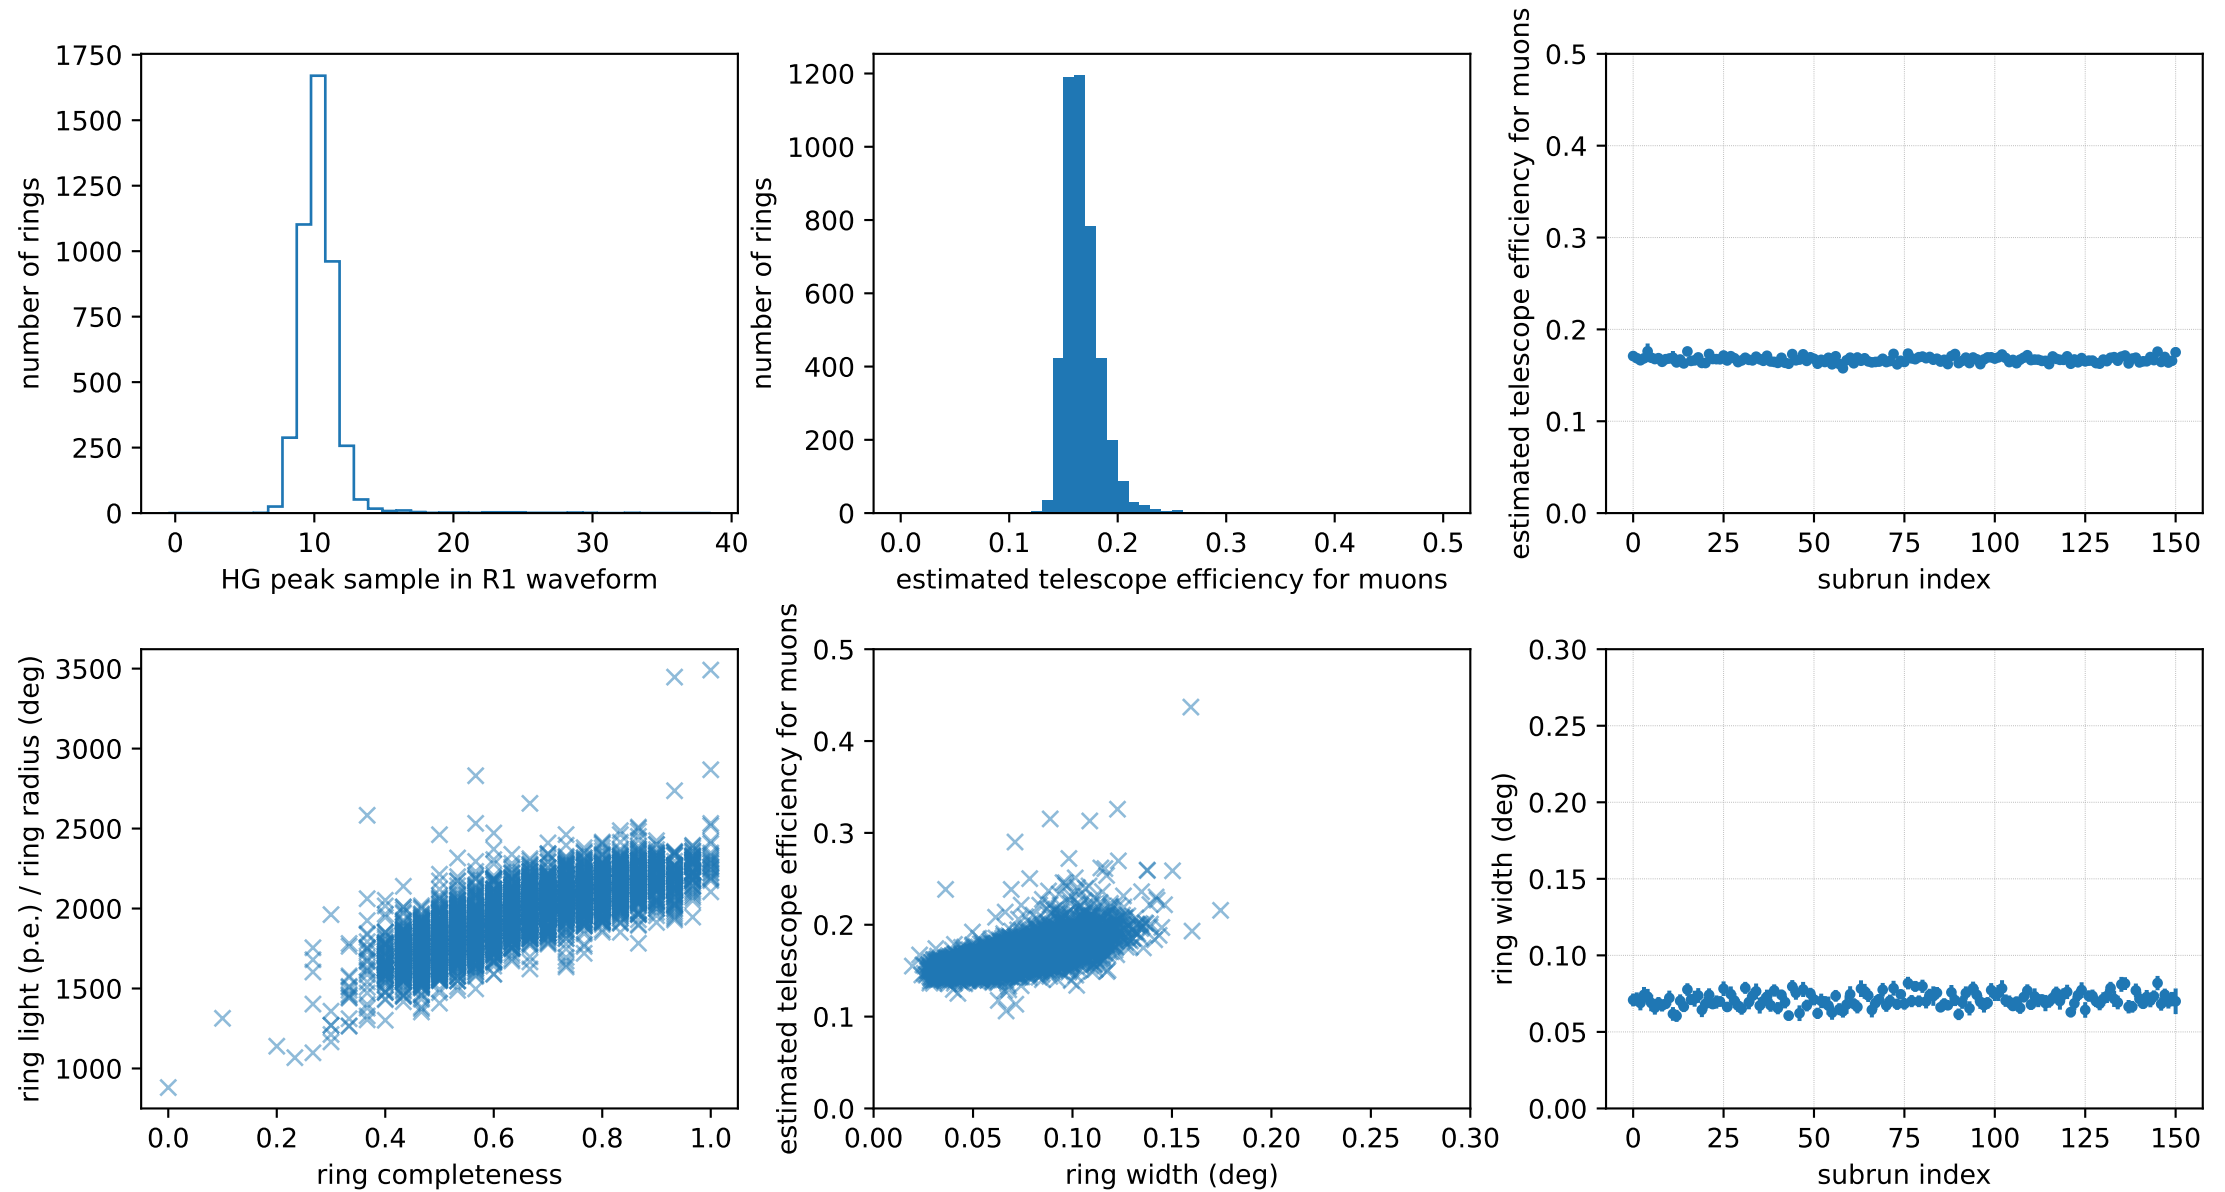 number of rings
1750
1500
1250
1000
750
500
250
0
0 10 20 30 40
HG peak sample in R1 waveform
number of rings
1200
1000
800
600
400
200
0
0.0 0.1 0.2 0.3 0.4 0.5
estimated telescope efficiency for muons
estimated telescope efficiency for muons
0.5
0.4
0.3
0.2
0.1
0.0
0 25 50 75 100 125 150
subrun index
ring light (p.e.) / ring radius (deg)
3500
3000
2500
2000
1500
1000
0.0 0.2 0.4 0.6 0.8 1.0
ring completeness
estimated telescope efficiency for muons
0.5
0.4
0.3
0.2
0.1
0.0
0.00 0.05 0.10 0.15 0.20 0.25 0.30
ring width (deg)
ring width (deg)
0.30
0.25
0.20
0.15
0.10
0.05
0.00
0 25 50 75 100 125 150
subrun index